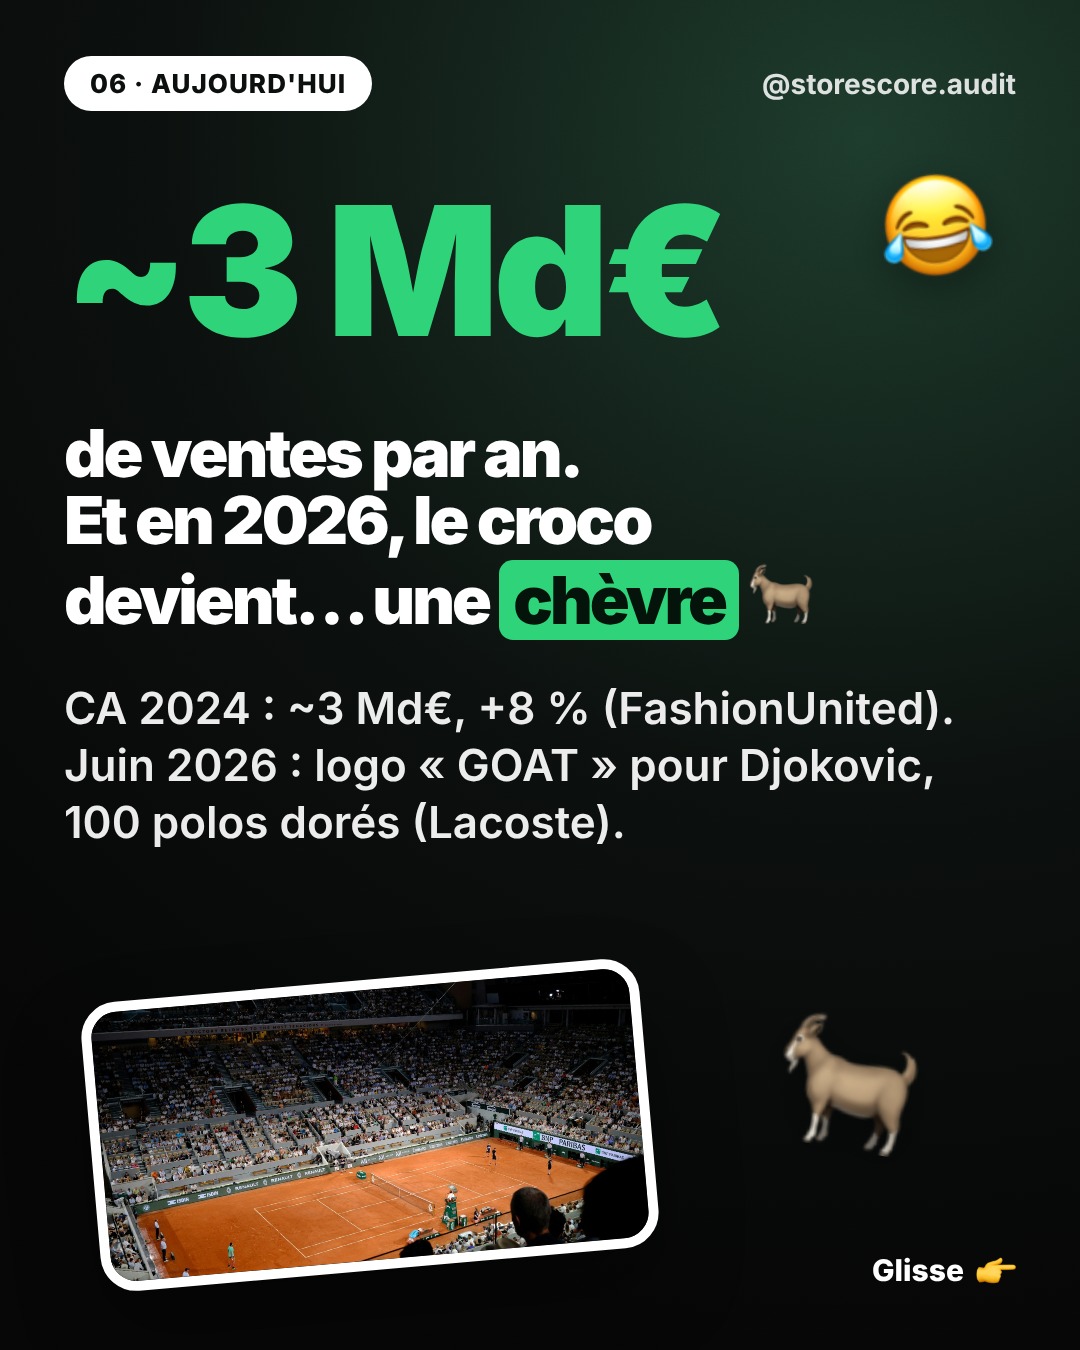 06 · AUJOURD'HUI
@storescore.audit
~3 Md€
de ventes par an.
Et en 2026, le croco
devient… une chèvre
CA 2024 : ~3 Md€, +8 % (FashionUnited).
Juin 2026 : logo « GOAT » pour Djokovic,
100 polos dorés (Lacoste).
BNP PARIBAS
RENAULT
Glisse